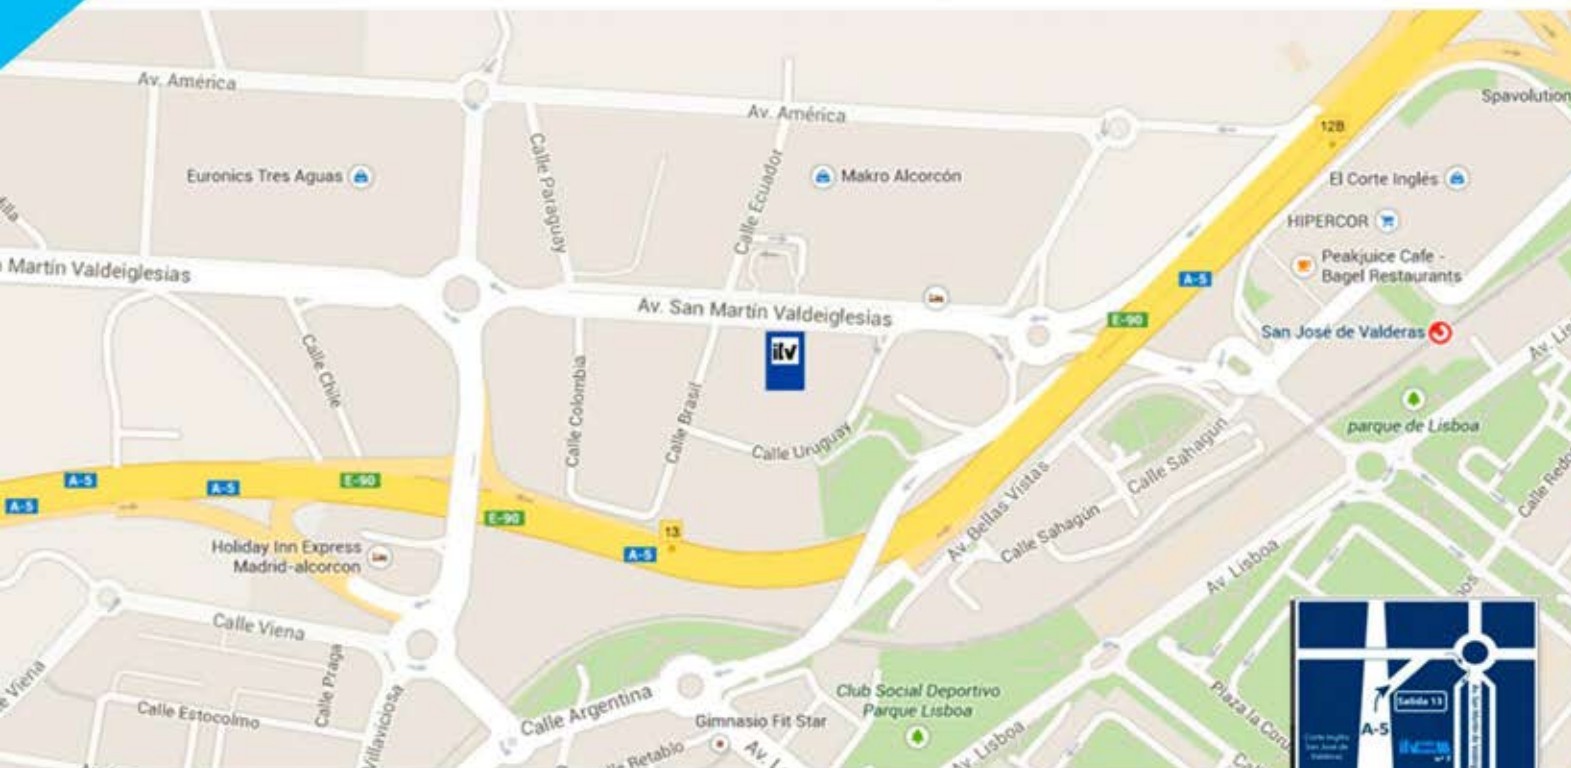 Av. América
Av. América
12B
Spavolution
Euronics Tres Aguas
Calle Paraguay
Calle Ecuador
Makro Alcorcón
El Corte Inglés
HIPERCOR
Peakjuice Cafe -
Bagel Restaurants
Martín Valdeiglesias
A-5
Av. San Martín Valdeiglesias
E-90
San José de Valderas
itv
Calle Chile
Calle Colombia
Calle Brasil
Calle Uruguay
parque de Lisboa
Calle Sahagún
A-5
A-5
E-90
A-5
E-90
13
A-5
Av. Bellas Vistas
Calle Sahagún
Holiday Inn Express
Madrid-alcorcon
Av. Lisboa
Calle Viena
Calle Praga
Calle Estocolmo
Villaviciosa
Calle Argentina
Club Social Deportivo
Parque Lisboa
Gimnasio Fit Star
Retablo
Av. Lisboa
Salida 13
A-5